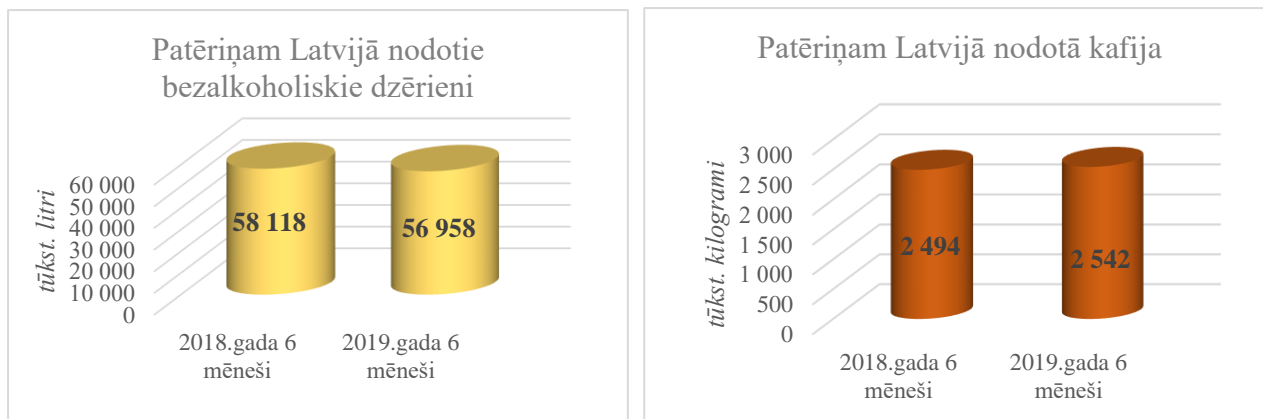 Patēriņam Latvijā nodotie
bezalkoholiskie dzērieni
tūkst. litri
60 000
50 000
40 000
30 000
20 000
10 000
0
58 118
56 958
2018.gada 6
mēneši
2019.gada 6
mēneši
Patēriņam Latvijā nodotā kafija
tūkst. kilogrami
3 000
2 500
2 000
1 500
1 000
500
0
2 494
2 542
2018.gada 6
mēneši
2019.gada 6
mēneši